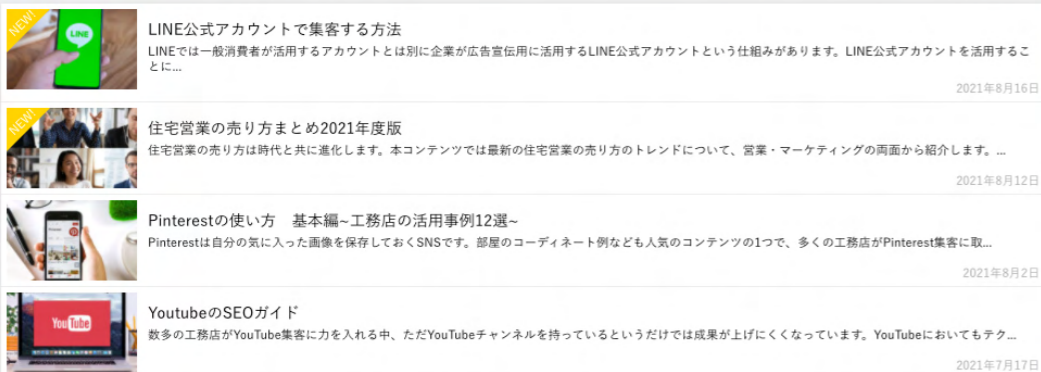 NEW!
LINE
LINE公式アカウントで集客する方法
LINEでは一般消費者が活用するアカウントとは別に企業が広告宣伝用に活用するLINE公式アカウントという仕組みがあります。LINE公式アカウントを活用するこ
とに...
2021年8月16日
NEW!
住宅営業の売り方まとめ2021年度版
住宅営業の売り方は時代と共に進化します。本コンテンツでは最新の住宅営業の売り方のトレンドについて、営業・マーケティングの両面から紹介します。...
2021年8月12日
Pinterestの使い方　基本編~工務店の活用事例12選~
Pinterestは自分の気に入った画像を保存しておくSNSです。部屋のコーディネート例なども人気のコンテンツの1つで、多くの工務店がPinterest集客に取...
2021年8月2日
YouTube
YoutubeのSEOガイド
数多の工務店がYouTube集客に力を入れる中、ただYouTubeチャンネルを持っているというだけでは成果が上げにくくなっています。YouTubeにおいてもテク...
2021年7月17日